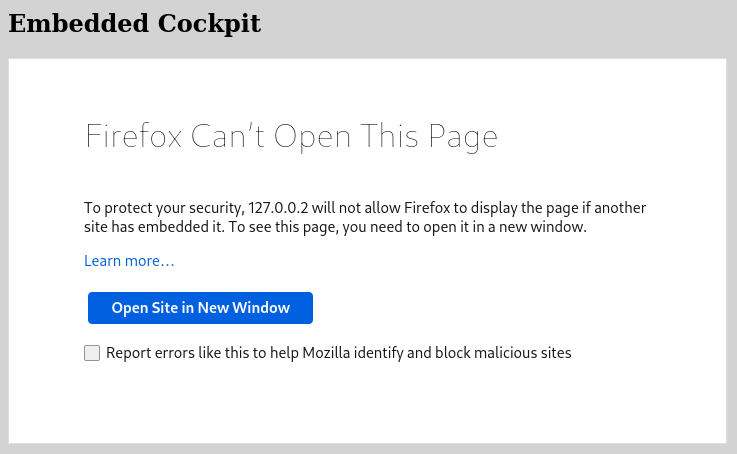 Embedded Cockpit
Firefox Can't Open This Page
To protect your security, 127.0.0.2 will not allow Firefox to display the page if another
site has embedded it. To see this page, you need to open it in a new window.
Learn more…
Open Site in New Window
Report errors like this to help Mozilla identify and block malicious sites